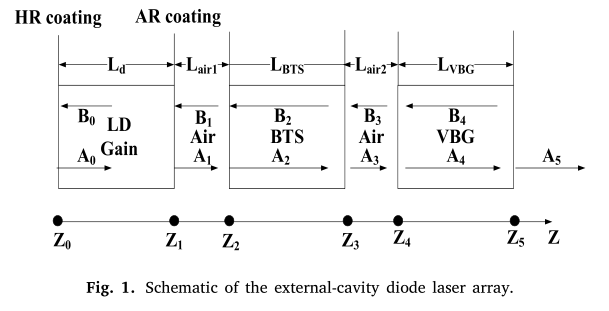 HR coating AR coating
L_d L_air1 L_BTS L_air2 L_VBG
B_0 B_1 B_2 B_3 B_4
LD Air BTS Air VBG
Gain
A_0 A_1 A_2 A_3 A_4 A_5
Z_0 Z_1 Z_2 Z_3 Z_4 Z_5 Z
Fig. 1. Schematic of the external-cavity diode laser array.